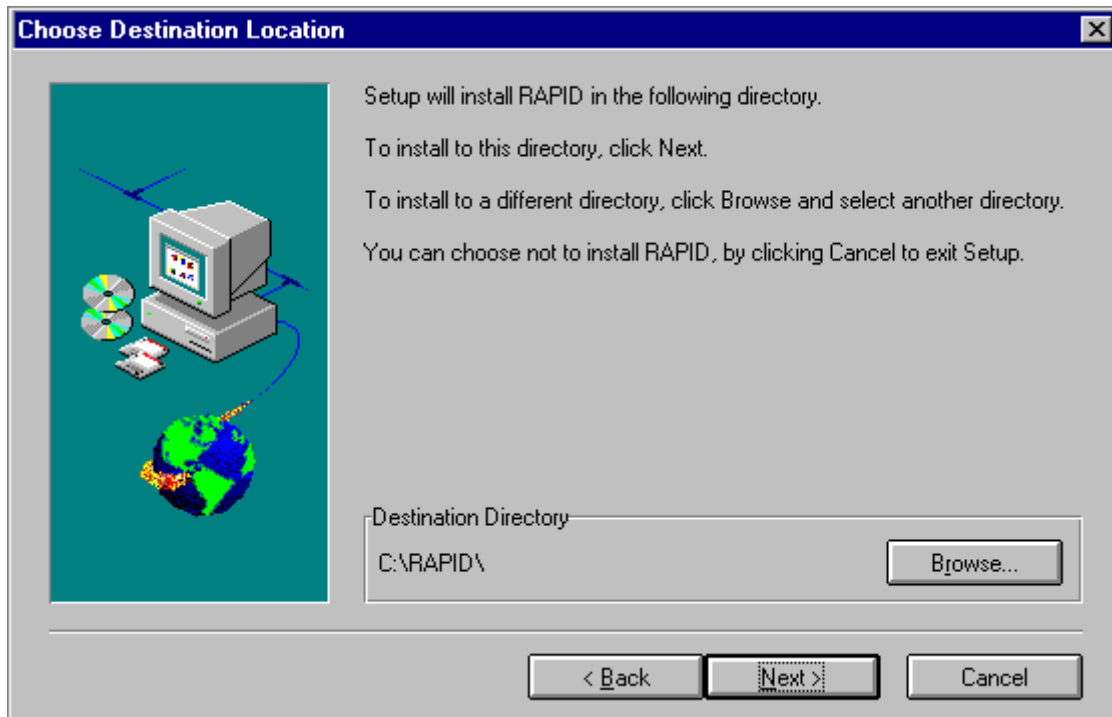 Choose Destination Location
Setup will install RAPID in the following directory.
To install to this directory, click Next.
To install to a different directory, click Browse and select another directory.
You can choose not to install RAPID, by clicking Cancel to exit Setup.
Destination Directory
C:\RAPID\
Browse...
< Back
Next >
Cancel